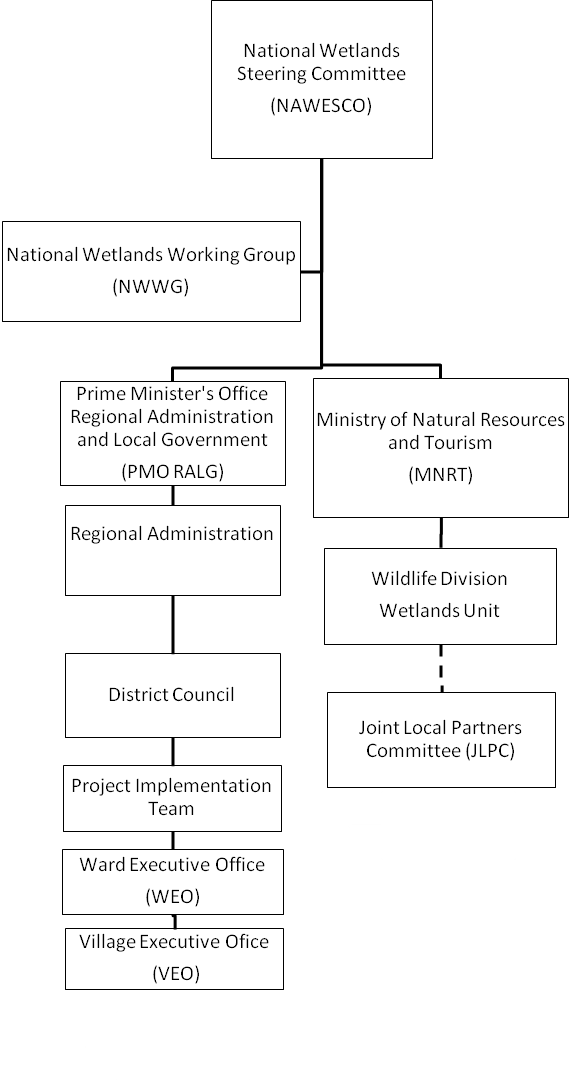 National Wetlands
Steering Committee
(NAWESCO)
National Wetlands Working Group
(NWWG)
Prime Minister's Office
Regional Administration
and Local Government
(PMO RALG)
Ministry of Natural Resources
and Tourism
(MNRT)
Regional Administration
Wildlife Division
Wetlands Unit
District Council
Joint Local Partners
Committee (JLPC)
Project Implementation
Team
Ward Executive Office
(WEO)
Village Executive Ofice
(VEO)